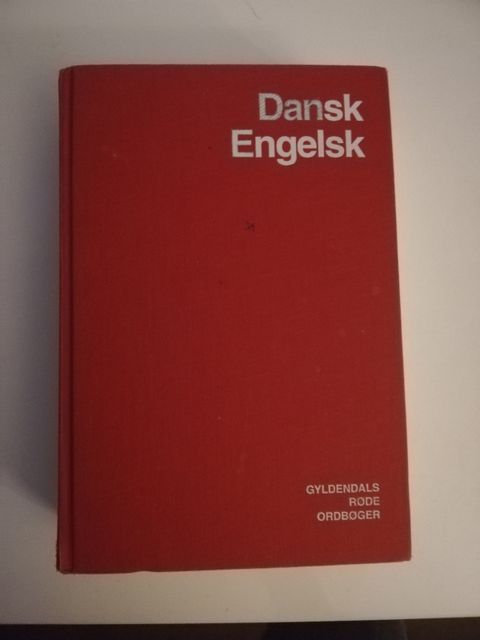 Dansk
Engelsk
GYLDENDALS
RØDE
ORDBØGER